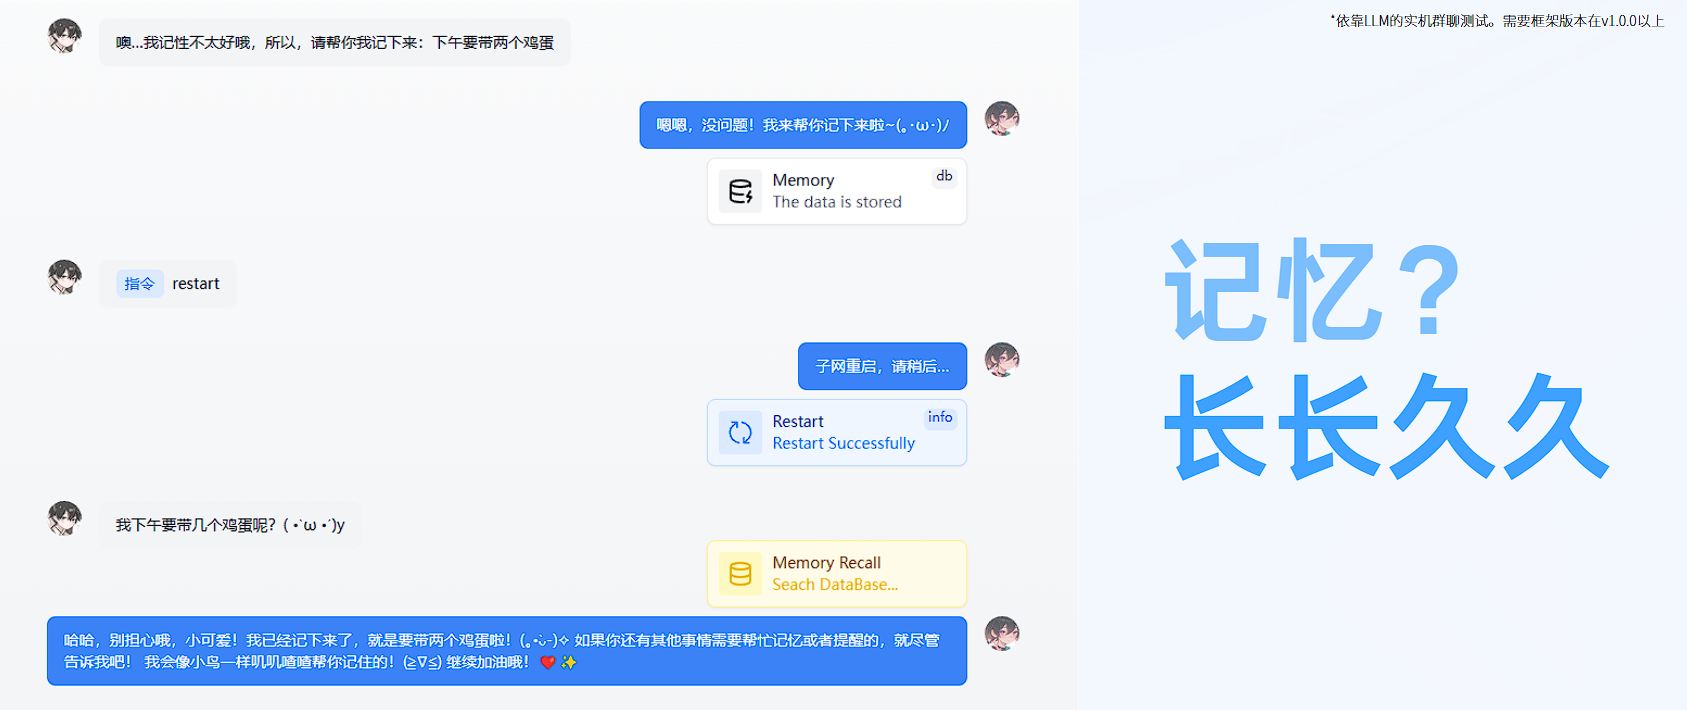 *依靠LLM的实机群聊测试。需要框架版本在v1.0.0以上
噢...我记性不太好哦，所以，请帮你我记下来：下午要带两个鸡蛋
嗯嗯，没问题！我来帮你记下来啦~(｡･ω･)/
Memory
db
The data is stored
指令 restart
子网重启，请稍后...
Restart
info
Restart Successfully
我下午要带几个鸡蛋呢？( •̀ω •́)y
Memory Recall
Seach DataBase...
哈哈，别担心哦，小可爱！我已经记下来了，就是要带两个鸡蛋啦！(｡•̀ᴗ-)✧ 如果你还有其他事情需要帮忙记忆或者提醒的，就尽管
告诉我吧！ 我会像小鸟一样叽叽喳喳帮你记住的！(≥∇≤) 继续加油哦！❤️ ✨
记忆？
长长久久